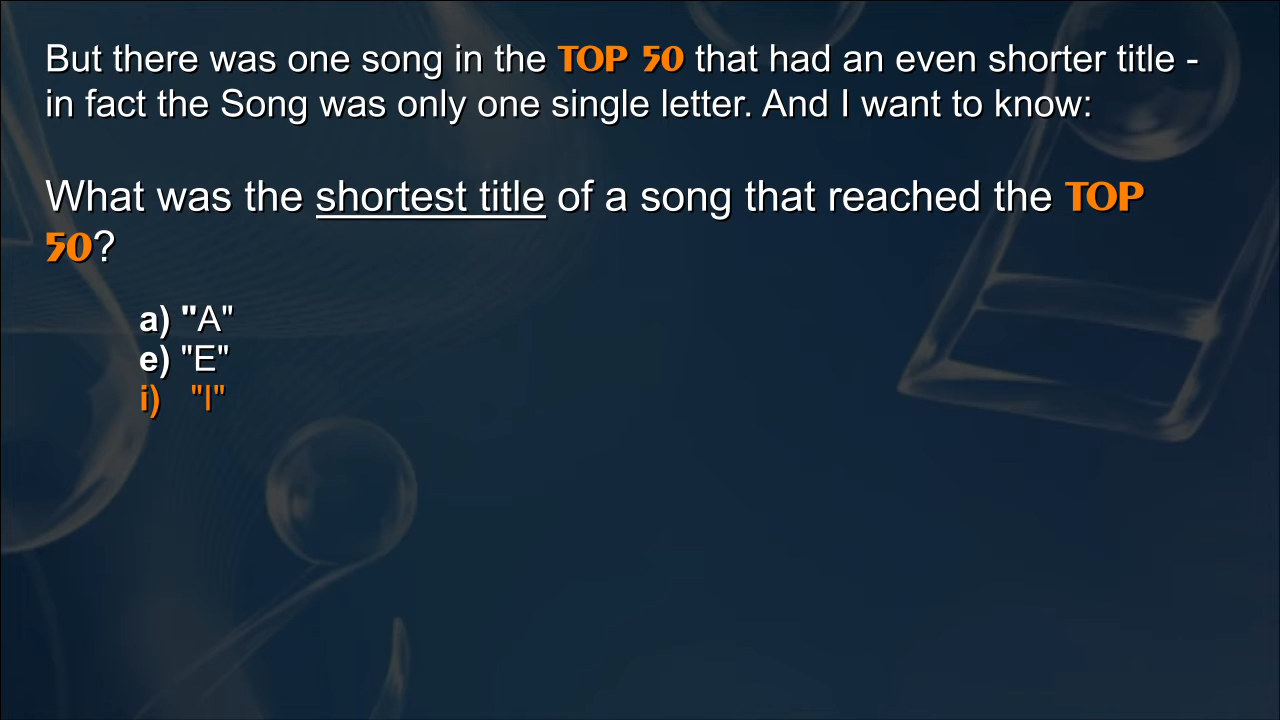 But there was one song in the TOP 50 that had an even shorter title -
in fact the Song was only one single letter. And I want to know:
What was the shortest title of a song that reached the TOP
50?
a) "A"
e) "E"
i) "I"